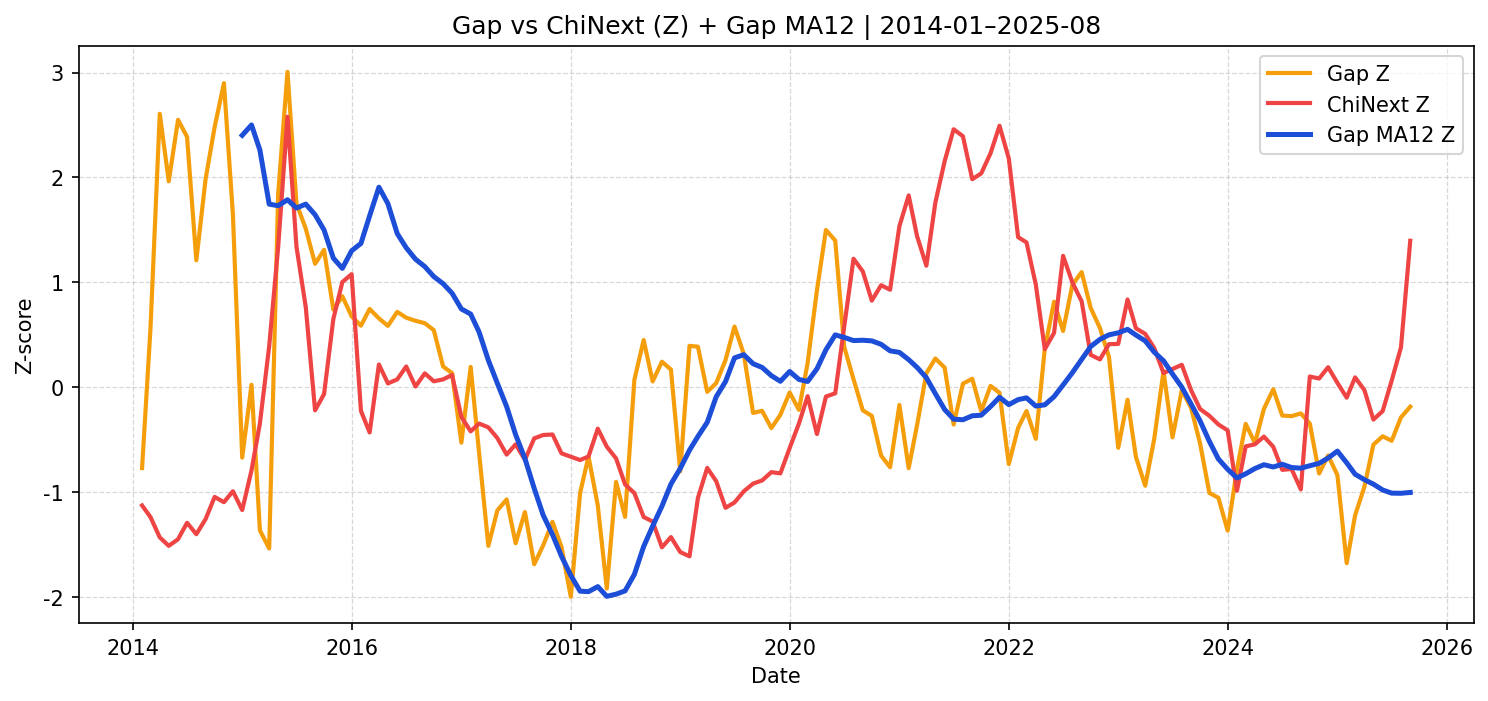 Gap vs ChiNext (Z) + Gap MA12 | 2014-01–2025-08
Gap Z
ChiNext Z
Gap MA12 Z
Z-score
3
2
1
0
-1
-2
2014
2016
2018
2020
2022
2024
2026
Date